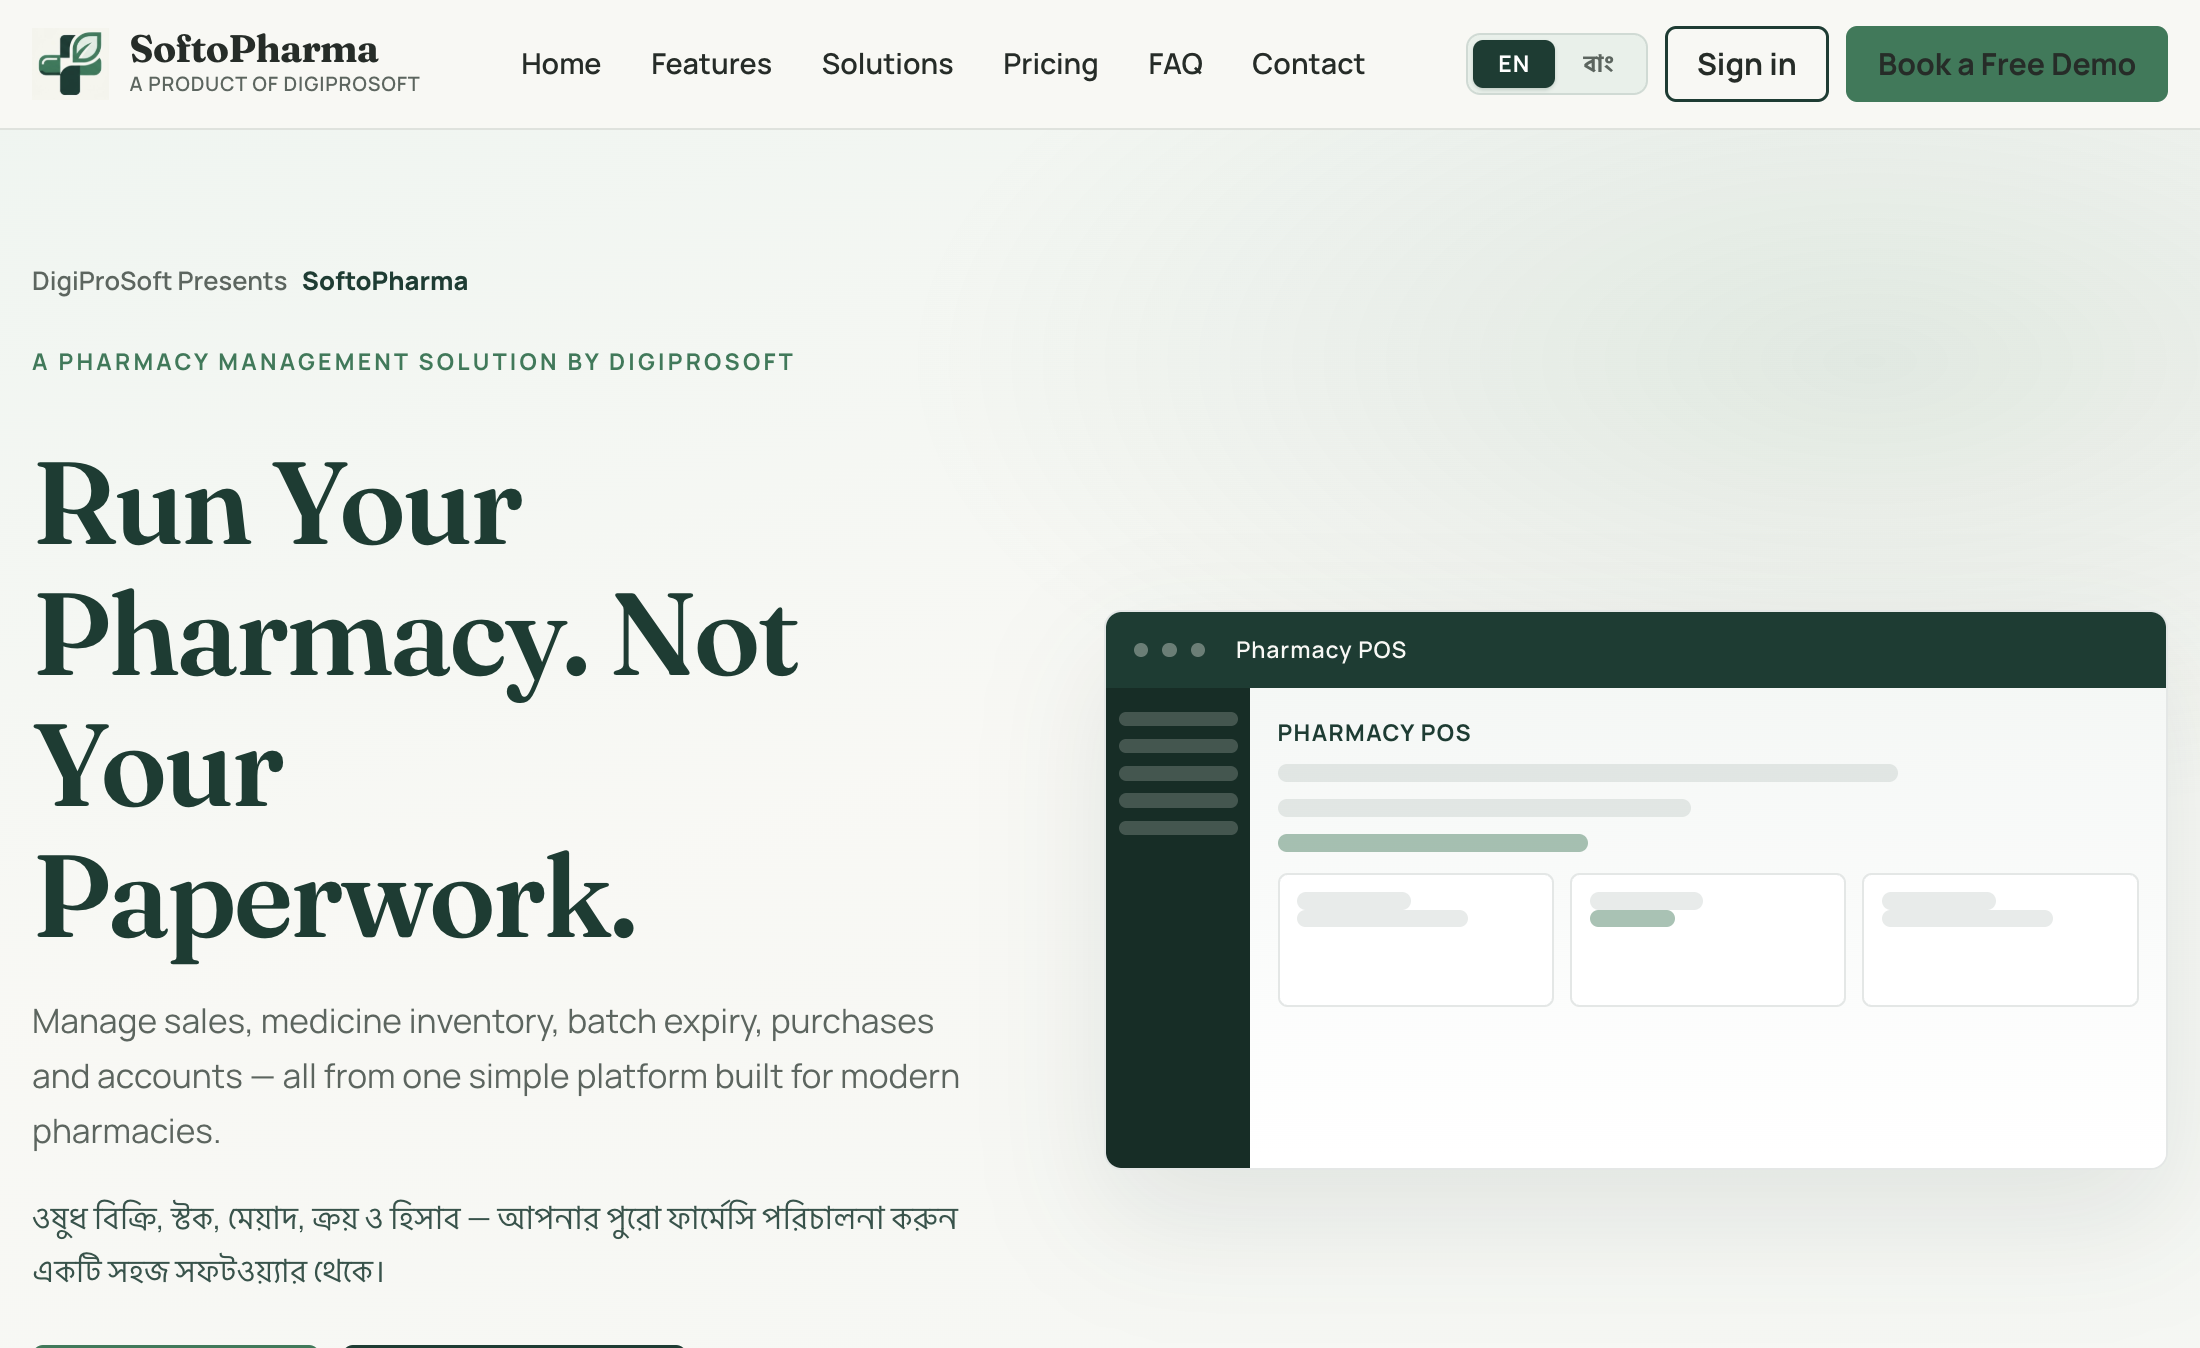 SoftoPharma
A PRODUCT OF DIGIPROSOFT
Home Features Solutions Pricing FAQ Contact
EN বাং
Sign in
Book a Free Demo
DigiProSoft Presents SoftoPharma
A PHARMACY MANAGEMENT SOLUTION BY DIGIPROSOFT
Run Your
Pharmacy. Not
Your
Paperwork.
Manage sales, medicine inventory, batch expiry, purchases
and accounts — all from one simple platform built for modern
pharmacies.
ওষুধ বিক্রি, স্টক, মেয়াদ, ক্রয় ও হিসাব — আপনার পুরো ফার্মেসি পরিচালনা করুন
একটি সহজ সফটওয়্যার থেকে।
Pharmacy POS
PHARMACY POS